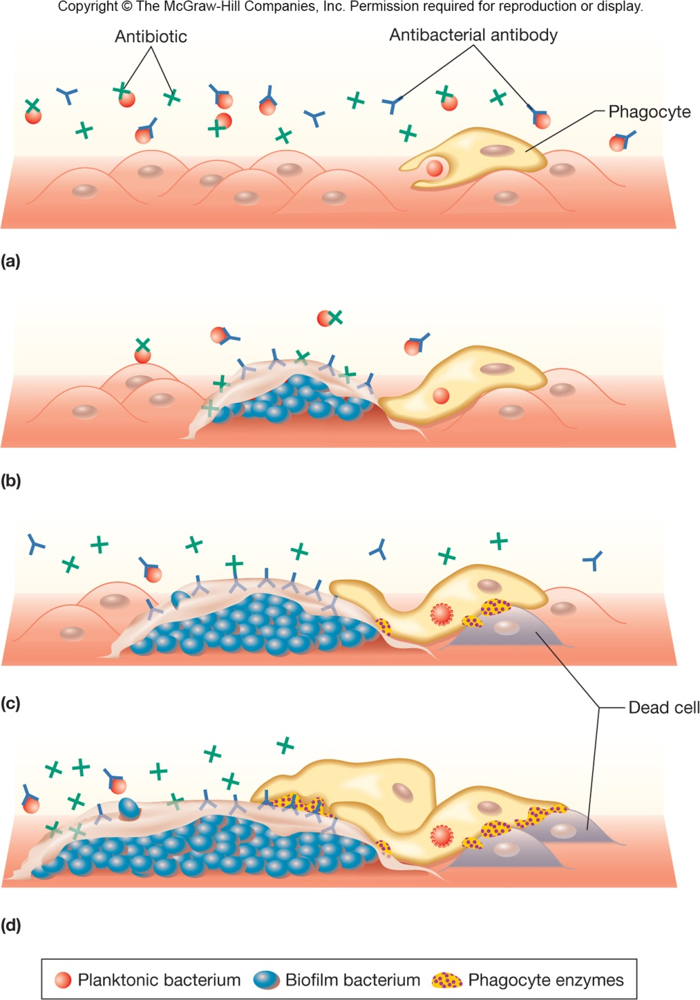 Copyright © The McGraw-Hill Companies, Inc. Permission required for reproduction or display.
Antibiotic
Antibacterial antibody
Phagocyte
(a)
(b)
(c)
Dead cell
(d)
Planktonic bacterium
Biofilm bacterium
Phagocyte enzymes